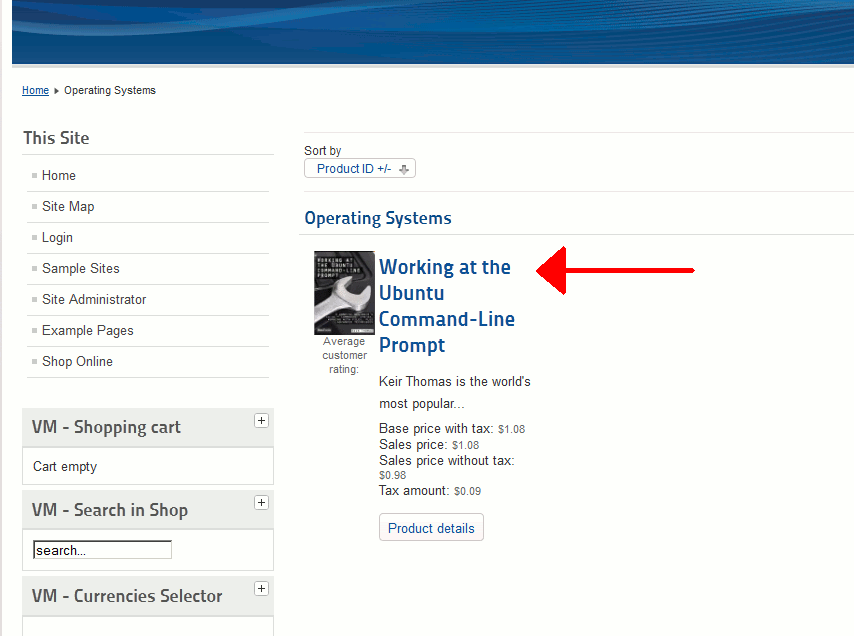 Home Operating Systems
This Site
Home
Site Map
Login
Sample Sites
Site Administrator
Example Pages
Shop Online
VM - Shopping cart
Cart empty
VM - Search in Shop
search...
VM - Currencies Selector
Sort by
Product ID +/-
Operating Systems
WORKING AT
THE UBUNTU
COMMAND-LINE
PROMPT
Average
customer
rating:
Working at the
Ubuntu
Command-Line
Prompt
Keir Thomas is the world's
most popular...
Base price with tax: $1.08
Sales price: $1.08
Sales price without tax:
$0.98
Tax amount: $0.09
Product details